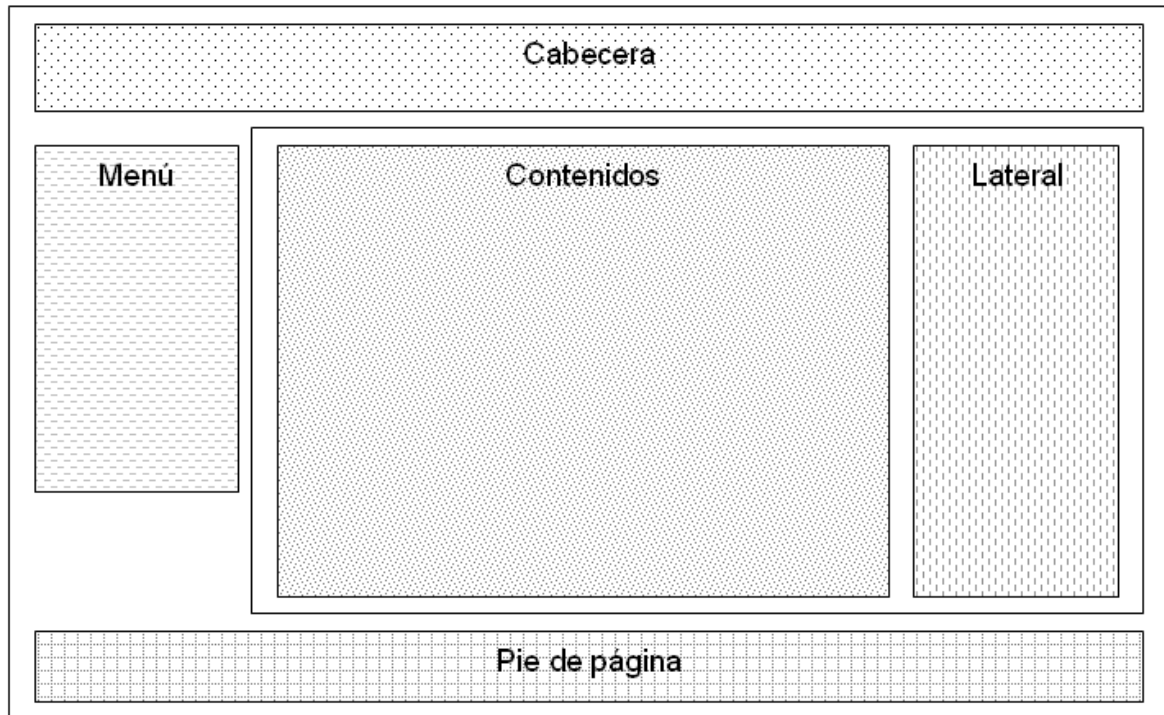 Cabecera
Menú
Contenidos
Lateral
Pie de página